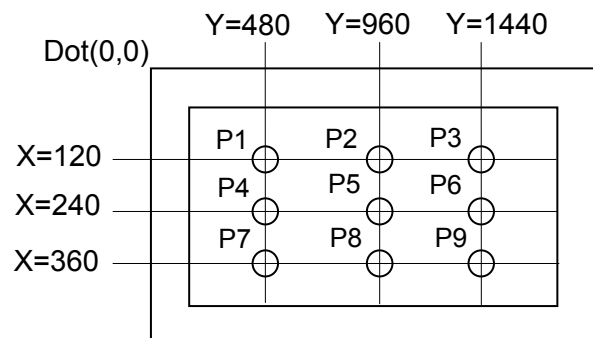 Y=480 Y=960 Y=1440
Dot(0,0)
X=120 P1 P2 P3
X=240 P4 P5 P6
X=360 P7 P8 P9